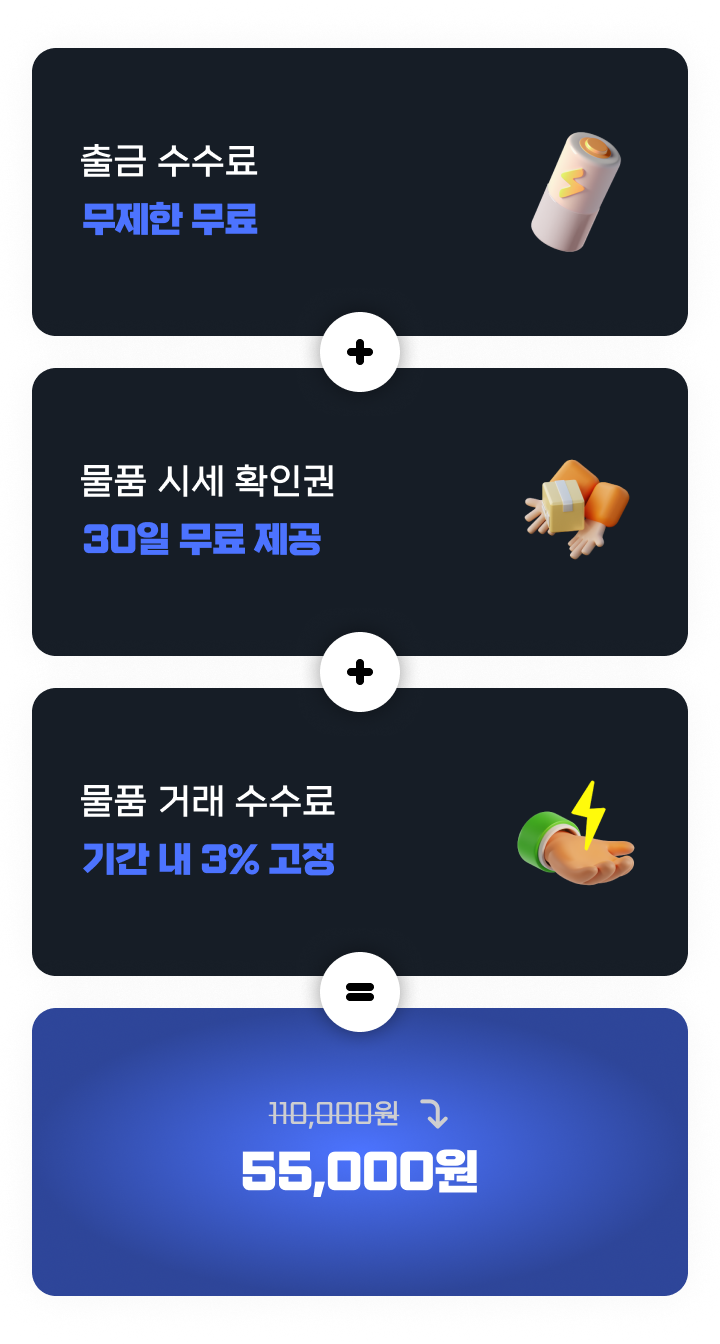 출금 수수료
무제한 무료
+
물품 시세 확인권
30일 무료 제공
+
물품 거래 수수료
기간 내 3% 고정
=
110,000원
55,000원